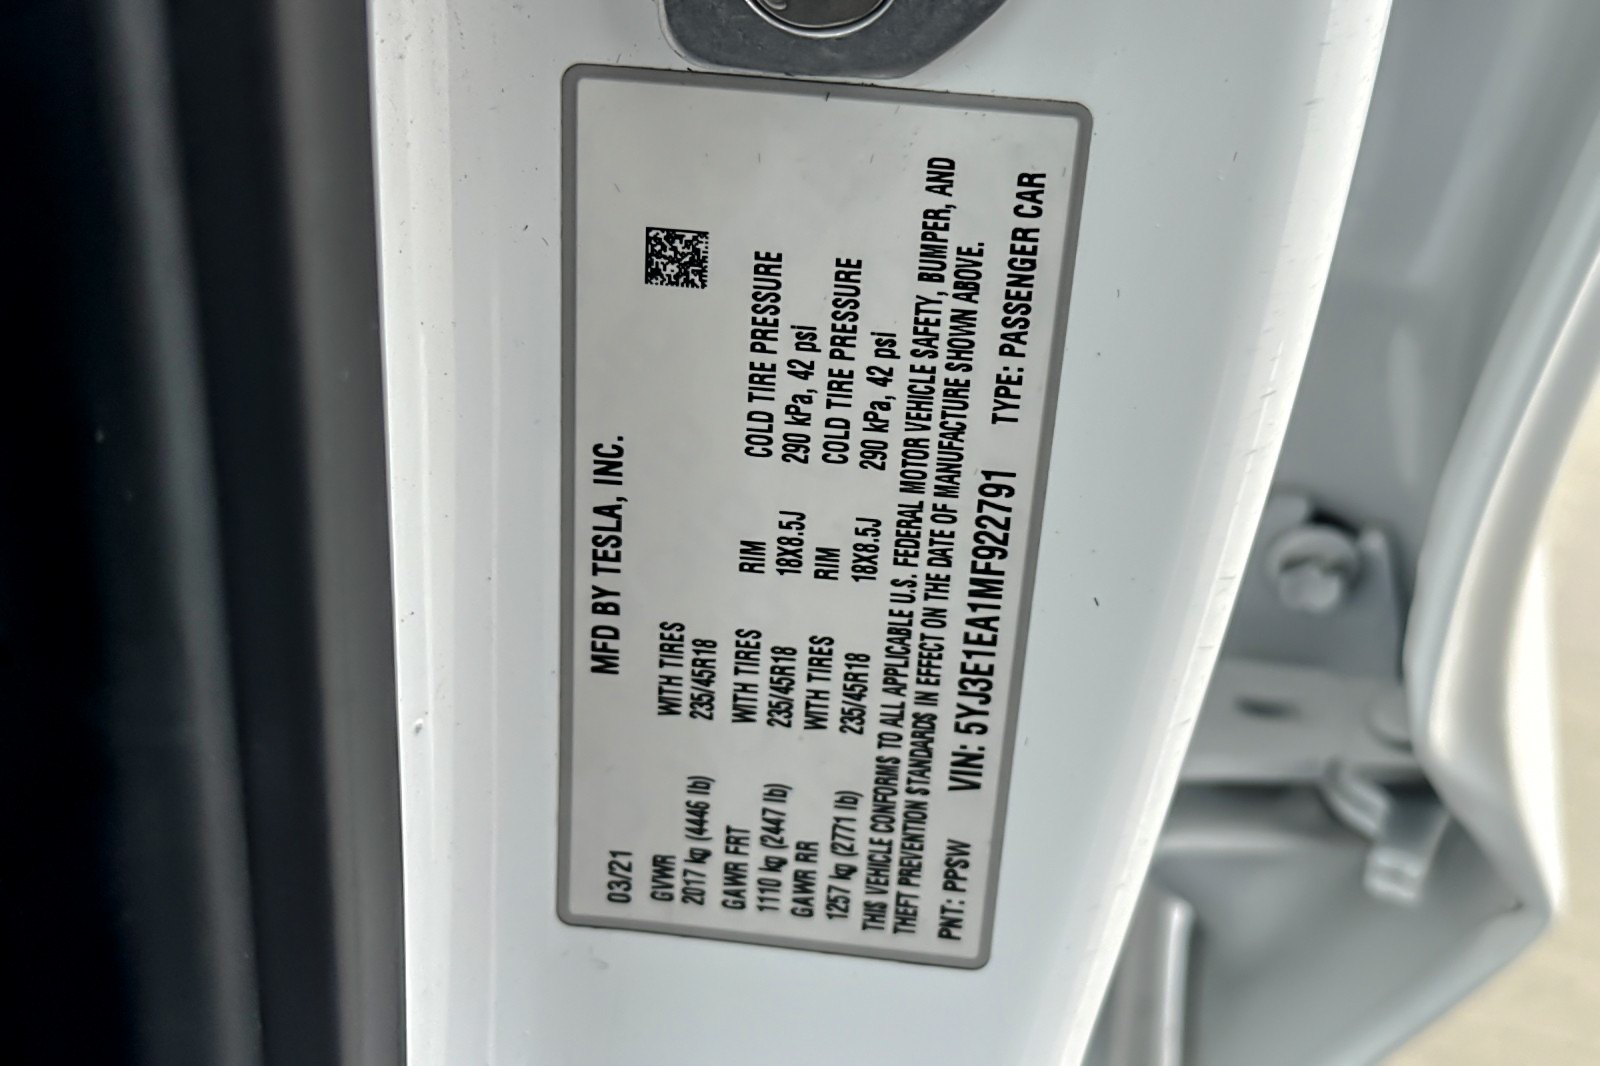 MFD BY TESLA, INC.
03/21
GVWR WITH TIRES
2017 kg (4446 lb) 235/45R18
GAWR FRT WITH TIRES RIM COLD TIRE PRESSURE
1110 kg (2447 lb) 235/45R18 18X8.5J 290 kPa, 42 psi
GAWR RR WITH TIRES RIM COLD TIRE PRESSURE
1257 kg (2771 lb) 235/45R18 18X8.5J 290 kPa, 42 psi
THIS VEHICLE CONFORMS TO ALL APPLICABLE U.S. FEDERAL MOTOR VEHICLE SAFETY, BUMPER, AND
THEFT PREVENTION STANDARDS IN EFFECT ON THE DATE OF MANUFACTURE SHOWN ABOVE.
PNT: PPSW VIN: 5YJ3E1EA1MF922791 TYPE: PASSENGER CAR